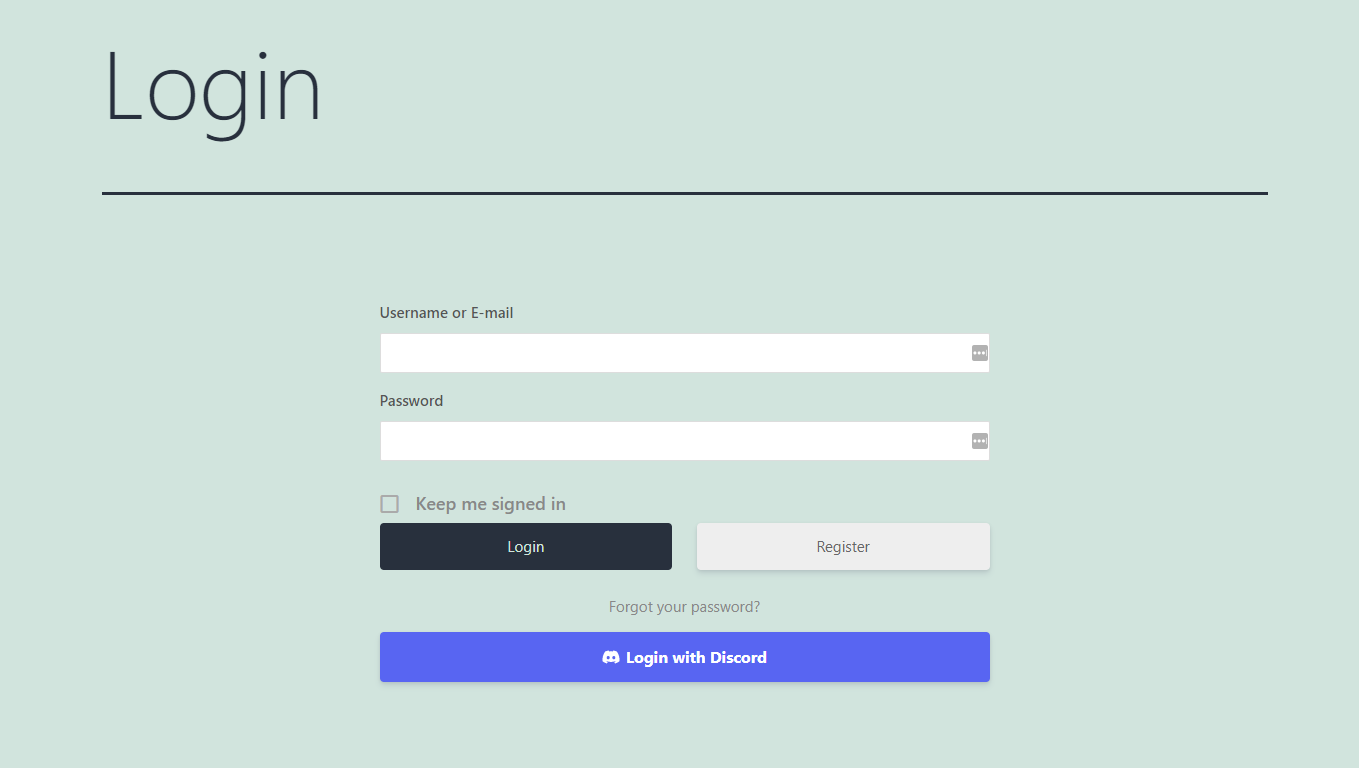 Login
Username or E-mail
Password
Keep me signed in
Login
Register
Forgot your password?
Login with Discord